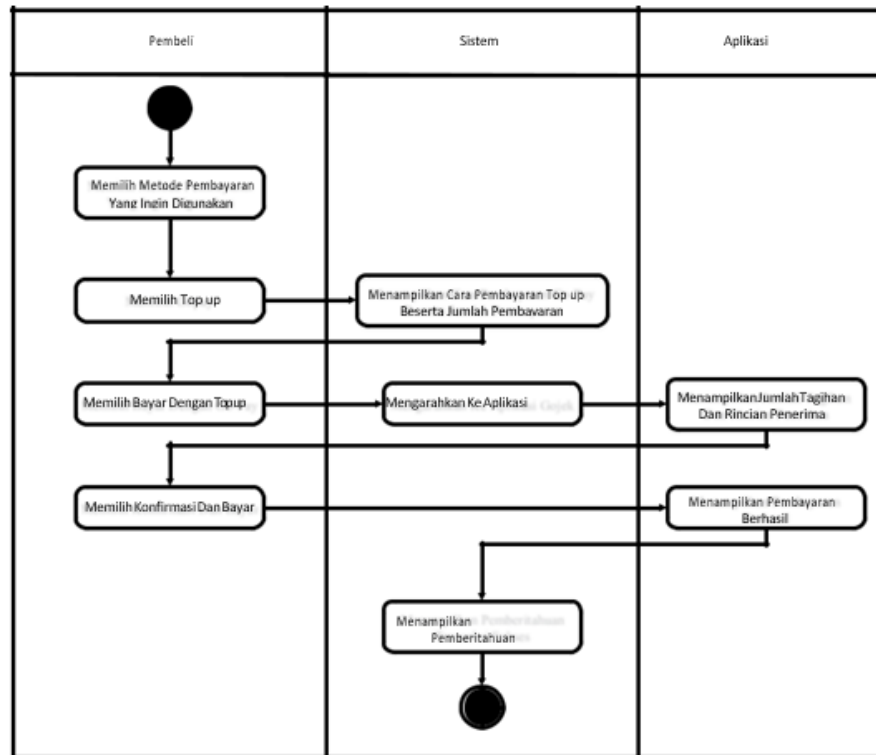 Pembeli
Sistem
Aplikasi
Memilih Metode Pembayaran
Yang Ingin Digunakan
Memilih Top up
Menampilkan Cara Pembayaran Top up
Beserta Jumlah Pembavaran
Memilih Bayar Dengan Topup
Mengarahkan Ke Aplikasi
Menampilkan Jumlah Tagihan
Dan Rincian Penerima
Memilih Konfirmasi Dan Bayar
Menampilkan Pembayaran
Berhasil
Menampilkan
Pemberitahuan